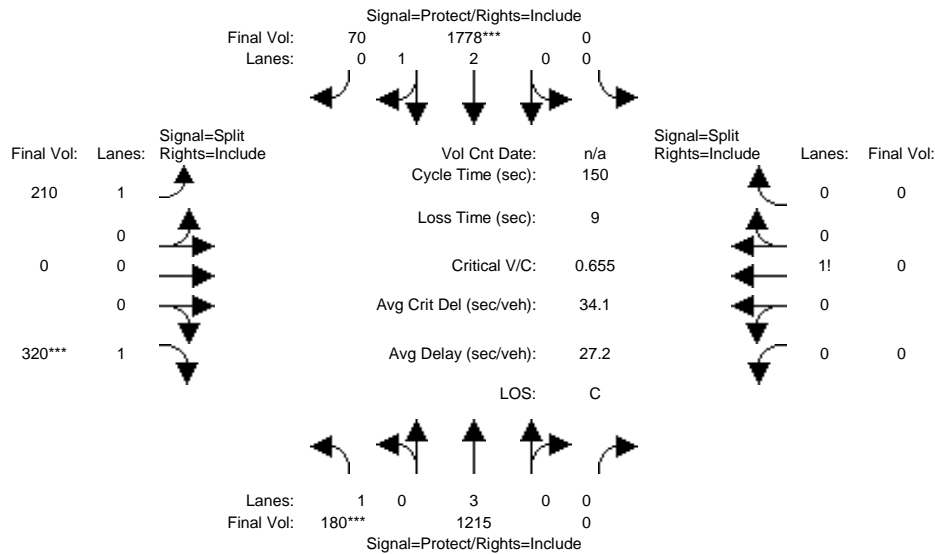 Signal=Protect/Rights=Include
Final Vol: 70 1778*** 0
Lanes: 0 1 2 0 0
Signal=Split
Final Vol: Lanes: Rights=Include
Vol Cnt Date: n/a
Signal=Split
Rights=Include Lanes: Final Vol:
Cycle Time (sec): 150
210 1
0 0
Loss Time (sec): 9
0
0
0 0
Critical V/C: 0.655
1! 0
0
Avg Crit Del (sec/veh): 34.1
0
320*** 1
Avg Delay (sec/veh): 27.2
0 0
LOS: C
Lanes: 1 0 3 0 0
Final Vol: 180*** 1215 0
Signal=Protect/Rights=Include